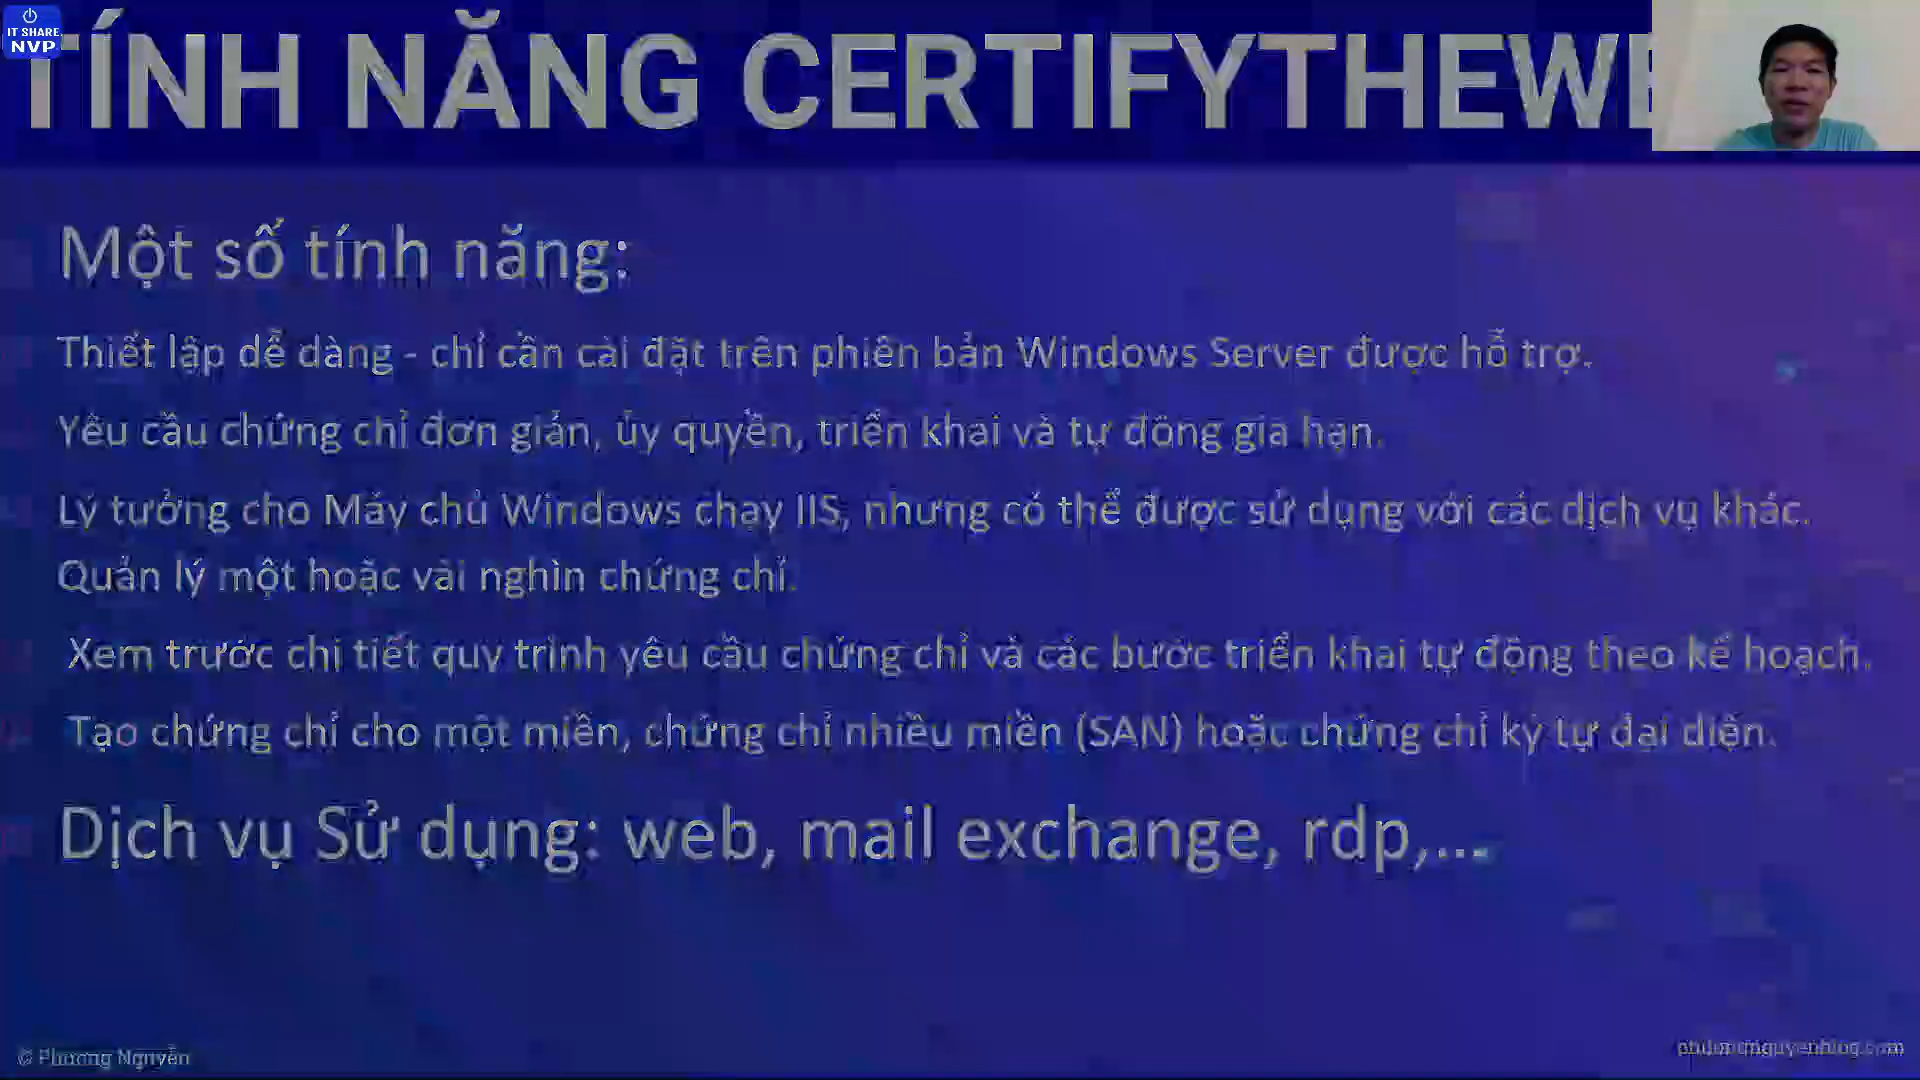 IT SHARE
NVP
TÍNH NĂNG CERTIFYTHEWE
Một số tính năng:
Thiết lập dễ dàng - chỉ cần cài đặt trên phiên bản Windows Server được hỗ trợ.
Yêu cầu chứng chỉ đơn giản, ủy quyền, triển khai và tự động gia hạn.
Lý tưởng cho Máy chủ Windows chạy IIS, nhưng có thể được sử dụng với các dịch vụ khác.
Quản lý một hoặc vài nghìn chứng chỉ.
Xem trước chi tiết quy trình yêu cầu chứng chỉ và các bước triển khai tự động theo kế hoạch.
Tạo chứng chỉ cho một miền, chứng chỉ nhiều miền (SAN) hoặc chứng chỉ ký tự đại diện.
Dịch vụ Sử dụng: web, mail exchange, rdp,...
© Phuong Nguyễn